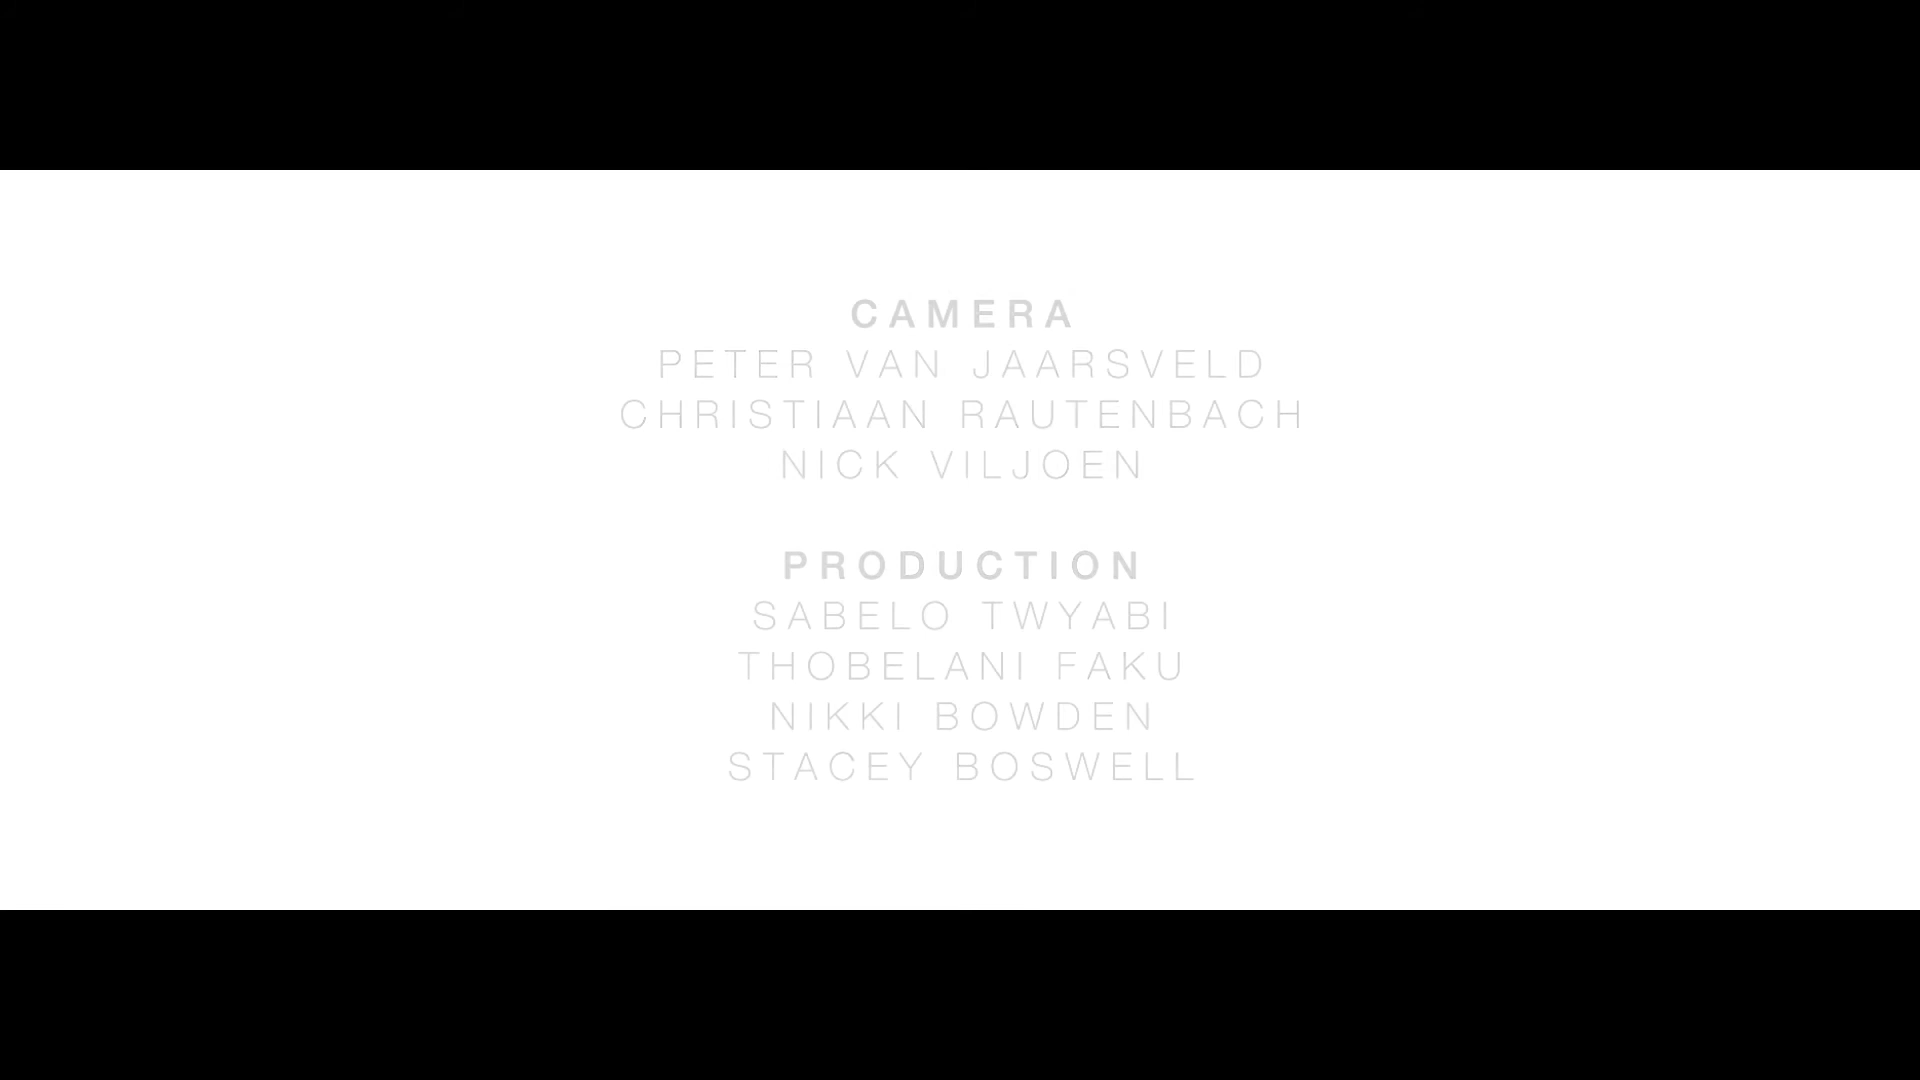 CAMERA
PETER VAN JAARSVELD
CHRISTIAAN RAUTENBACH
NICK VILJOEN
PRODUCTION
SABELO TWYABI
THOBELANI FAKU
NIKKI BOWDEN
STACEY BOSWELL